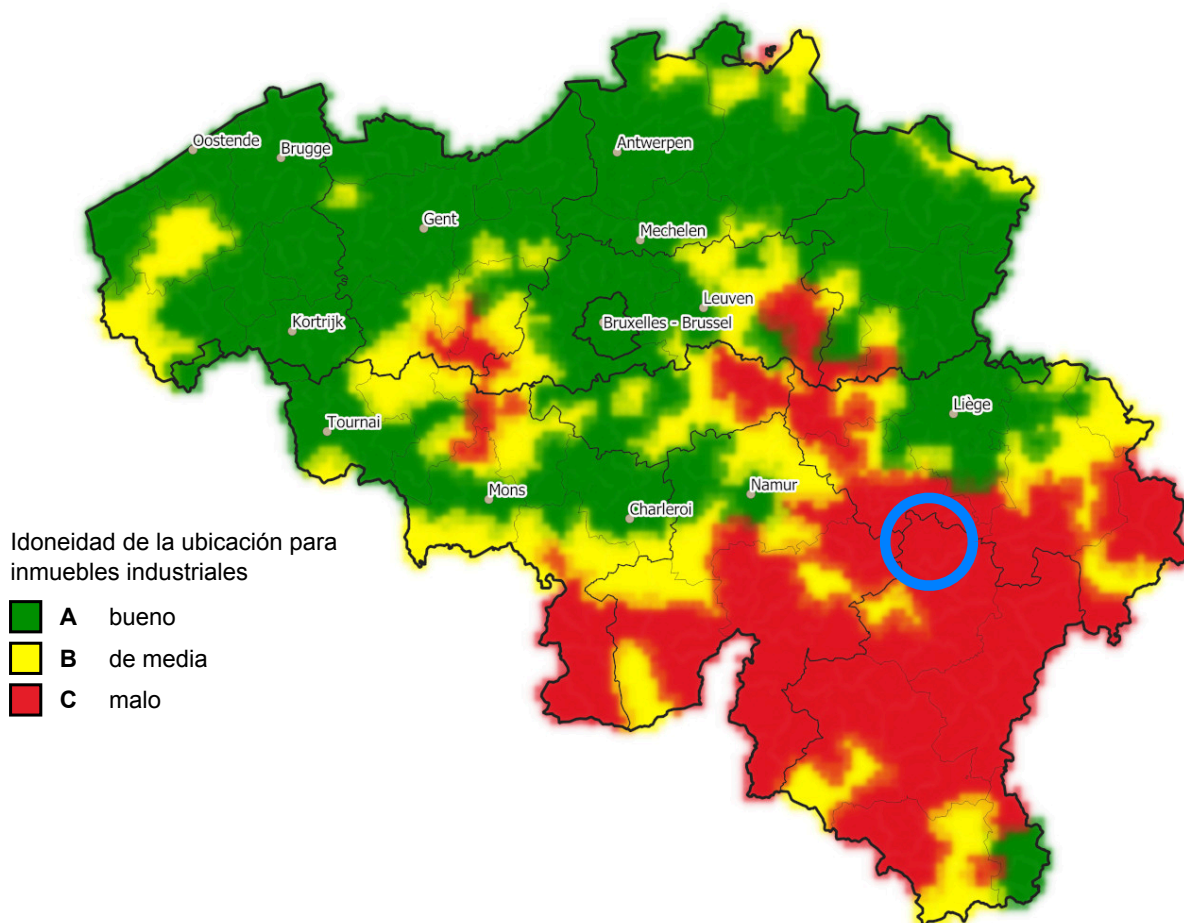 Oostende
Brugge
Antwerpen
Gent
Mechelen
Leuven
Kortrijk
Bruxelles - Brussel
Liège
Tournai
Mons
Namur
Charleroi
Idoneidad de la ubicación para
inmuebles industriales
A bueno
B de media
C malo